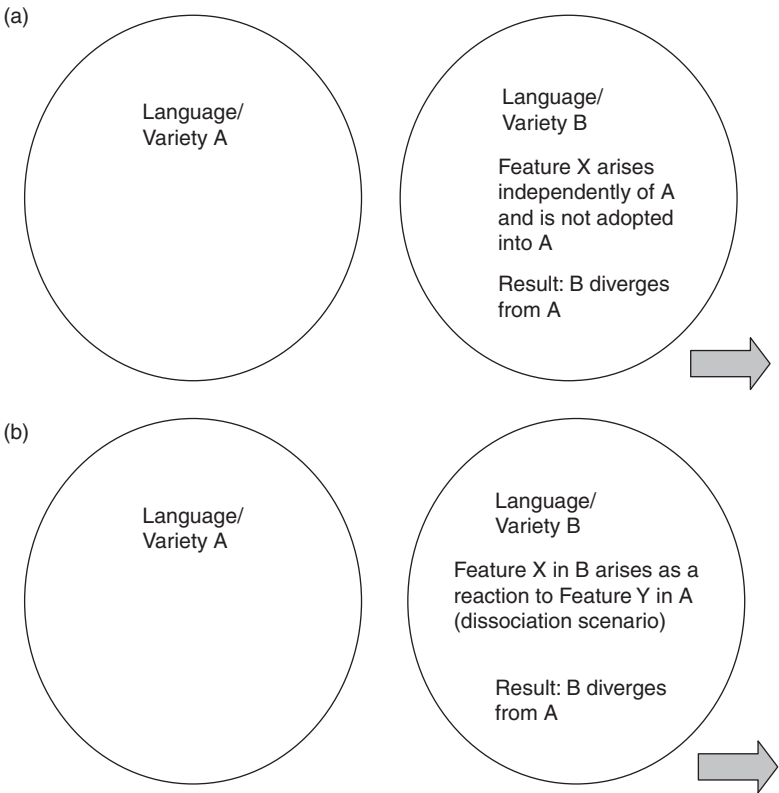 (a)
Language/
Variety A
Language/
Variety B
Feature X arises
independently of A
and is not adopted
into A
Result: B diverges
from A
(b)
Language/
Variety A
Language/
Variety B
Feature X in B arises as a
reaction to Feature Y in A
(dissociation scenario)
Result: B diverges
from A